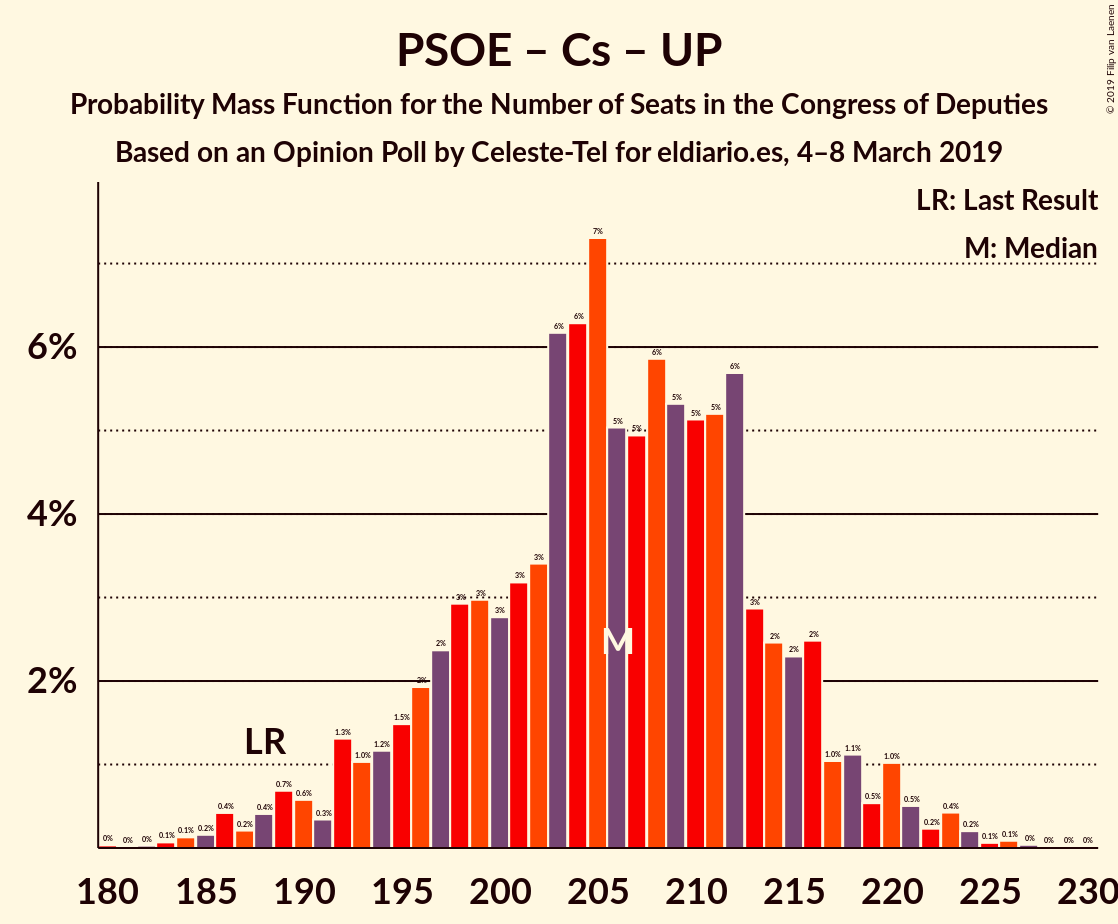 PSOE – Cs – UP
Probability Mass Function for the Number of Seats in the Congress of Deputies
Based on an Opinion Poll by Celeste-Tel for eldiario.es, 4–8 March 2019
© 2019 Filip van Laenen
LR: Last Result
M: Median
6%
4%
2%
0% 0% 0% 0.1% 0.1% 0.2% 0.4% 0.2% 0.4% 0.7% 0.6% 0.3% 1.3% 1.0% 1.2% 1.5% 2% 2% 3% 3% 3% 3% 3% 6% 6% 7% 5% 5% 6% 5% 5% 5% 6% 3% 2% 2% 2% 1.0% 1.1% 0.5% 1.0% 0.5% 0.2% 0.4% 0.2% 0.1% 0.1% 0% 0% 0% 0%
LR
M
180 185 190 195 200 205 210 215 220 225 230